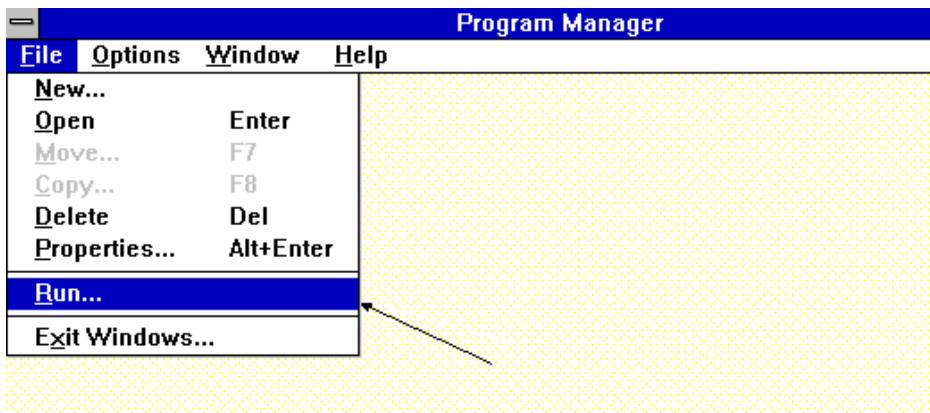 Program Manager
File Options Window Help
New...
Open Enter
Move... F7
Copy... F8
Delete Del
Properties... Alt+Enter
Run...
Exit Windows...